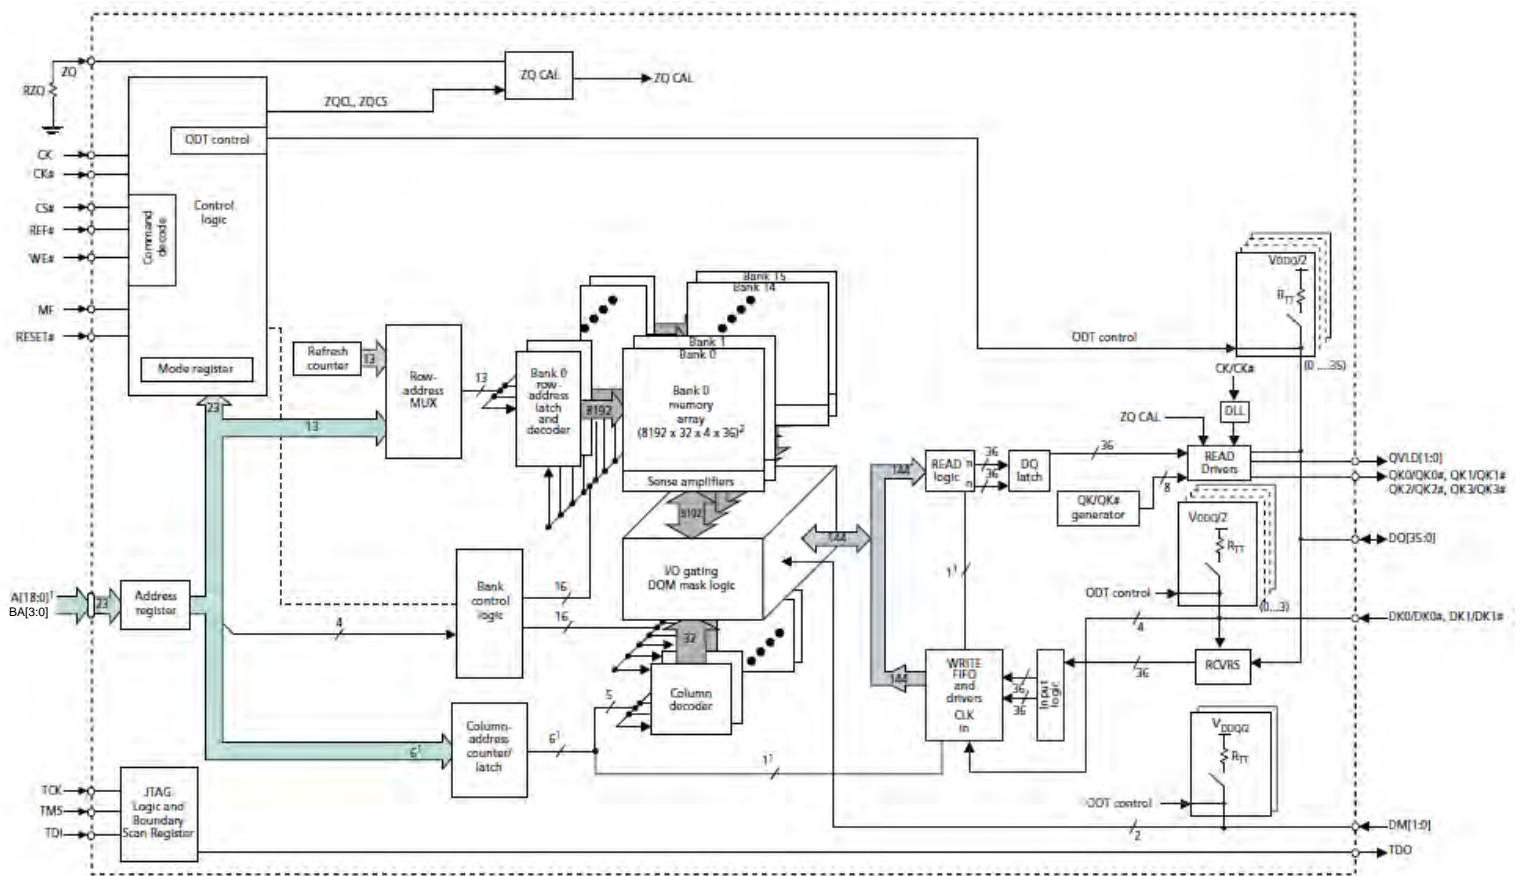 ZQ
RZQ
ZQ CAL
ZQ CAL
ZQCL, ZQCS
ODT control
CK
CK#
Control
logic
Command
decode
CS#
REF#
WE#
MF
RESET#
Mode register
23
Refresh
counter
13
Row-
address
MUX
13
13
Bank 0
row-
address
latch
and
decoder
8192
Bank 15
Bank 14
Bank 1
Bank 0
Bank 0
memory
array
(8192 x 32 x 4 x 36)²
Sense amplifiers
8192
I/O gating
DQM mask logic
32
Column
decoder
5
Bank
control
logic
16
16
4
A[18:0]¹
BA[3:0]
23
Address
register
Column-
address
counter/
latch
6¹
6¹
1¹
144
144
144
READ
logic
n
n
36
36
DQ
latch
36
1¹
WRITE
FIFO
and
drivers
CLK
in
36
36
Input
logic
36
RCVRS
4
QK/QK#
generator
8
ZQ CAL
READ
Drivers
CK/CK#
DLL
ODT control
VDDQ/2
RTT
(0 ....35)
VDDQ/2
RTT
ODT control
(0...3)
VDDQ/2
RTT
ODT control
2
QVLD[1:0]
QK0/QK0#, QK1/QK1#
QK2/QK2#, QK3/QK3#
DQ[35:0]
DK0/DK0#, DK1/DK1#
DM[1:0]
TDO
TCK
TMS
TDI
JTAG
Logic and
Boundary
Scan Register